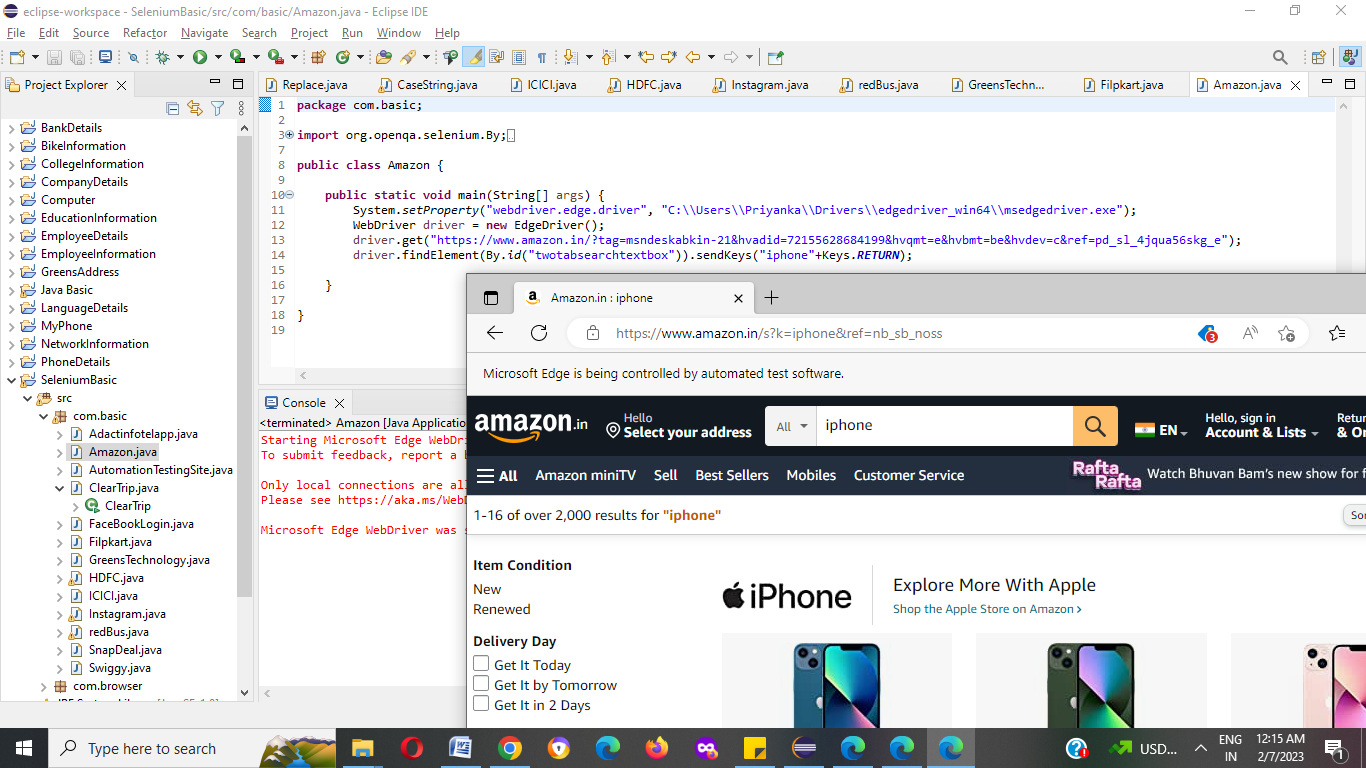 eclipse-workspace - SeleniumBasic/src/com/basic/Amazon.java - Eclipse IDE
File Edit Source Refactor Navigate Search Project Run Window Help
Project Explorer
BankDetails
BikeInformation
CollegeInformation
CompanyDetails
Computer
EducationInformation
EmployeeDetails
EmployeeInformation
GreensAddress
Java Basic
LanguageDetails
MyPhone
NetworkInformation
PhoneDetails
SeleniumBasic
src
com.basic
Adactinfotelapp.java
Amazon.java
AutomationTestingSite.java
ClearTrip.java
ClearTrip
FaceBookLogin.java
Filpkart.java
GreensTechnology.java
HDFC.java
ICICI.java
Instagram.java
redBus.java
SnapDeal.java
Swiggy.java
com.browser
Replace.java CaseString.java ICICI.java HDFC.java Instagram.java redBus.java GreensTechn... Filpkart.java Amazon.java
1 package com.basic;
2
3 import org.openqa.selenium.By;
7
8 public class Amazon {
9
10 public static void main(String[] args) {
11 System.setProperty("webdriver.edge.driver", "C:\\Users\\Priyanka\\Drivers\\edgedriver_win64\\msedgedriver.exe");
12 WebDriver driver = new EdgeDriver();
13 driver.get("https://www.amazon.in/?tag=msndeskabkin-21&hvadid=72155628684199&hvqmt=e&hvbmt=be&hvdev=c&ref=pd_sl_4jqua56skg_e");
14 driver.findElement(By.id("twotabsearchtextbox")).sendKeys("iphone"+Keys.RETURN);
15
16 }
17
18 }
19
Console
<terminated> Amazon [Java Applicatio
Starting Microsoft Edge WebDri
To submit feedback, report a b
Only local connections are all
Please see https://aka.ms/WebD
Microsoft Edge WebDriver was s
Amazon.in : iphone
https://www.amazon.in/s?k=iphone&ref=nb_sb_noss
3
Microsoft Edge is being controlled by automated test software.
amazon.in
Hello
Select your address
All
iphone
EN
Hello, sign in
Account & Lists
Retur
& Or
All Amazon miniTV Sell Best Sellers Mobiles Customer Service
Rafta Rafta
Watch Bhuvan Bam's new show for f
1-16 of over 2,000 results for "iphone"
Sor
Item Condition
New
Renewed
Delivery Day
Get It Today
Get It by Tomorrow
Get It in 2 Days
iPhone
Explore More With Apple
Shop the Apple Store on Amazon ›
Type here to search
USD...
ENG
IN
12:15 AM
2/7/2023
1